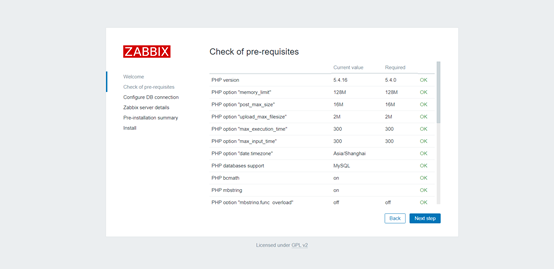 ZABBIX
Check of pre-requisites
Welcome
Check of pre-requisites
Configure DB connection
Zabbix server details
Pre-installation summary
Install
Current value Required
PHP version 5.4.16 5.4.0 OK
PHP option "memory_limit" 128M 128M OK
PHP option "post_max_size" 16M 16M OK
PHP option "upload_max_filesize" 2M 2M OK
PHP option "max_execution_time" 300 300 OK
PHP option "max_input_time" 300 300 OK
PHP option "date.timezone" Asia/Shanghai OK
PHP databases support MySQL OK
PHP bcmath on OK
PHP mbstring on OK
PHP option "mbstring.func_overload" off off OK
Back Next step
Licensed under GPL v2